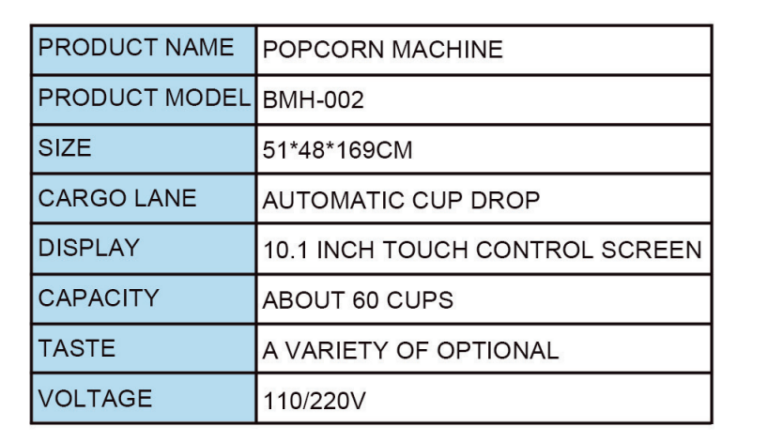 PRODUCT NAME POPCORN MACHINE
PRODUCT MODEL BMH-002
SIZE 51*48*169CM
CARGO LANE AUTOMATIC CUP DROP
DISPLAY 10.1 INCH TOUCH CONTROL SCREEN
CAPACITY ABOUT 60 CUPS
TASTE A VARIETY OF OPTIONAL
VOLTAGE 110/220V